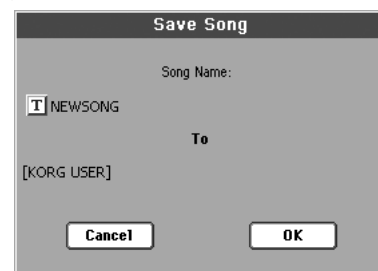 Save Song
Song Name:
T NEWSONG
To
[KORG USER]
Cancel OK